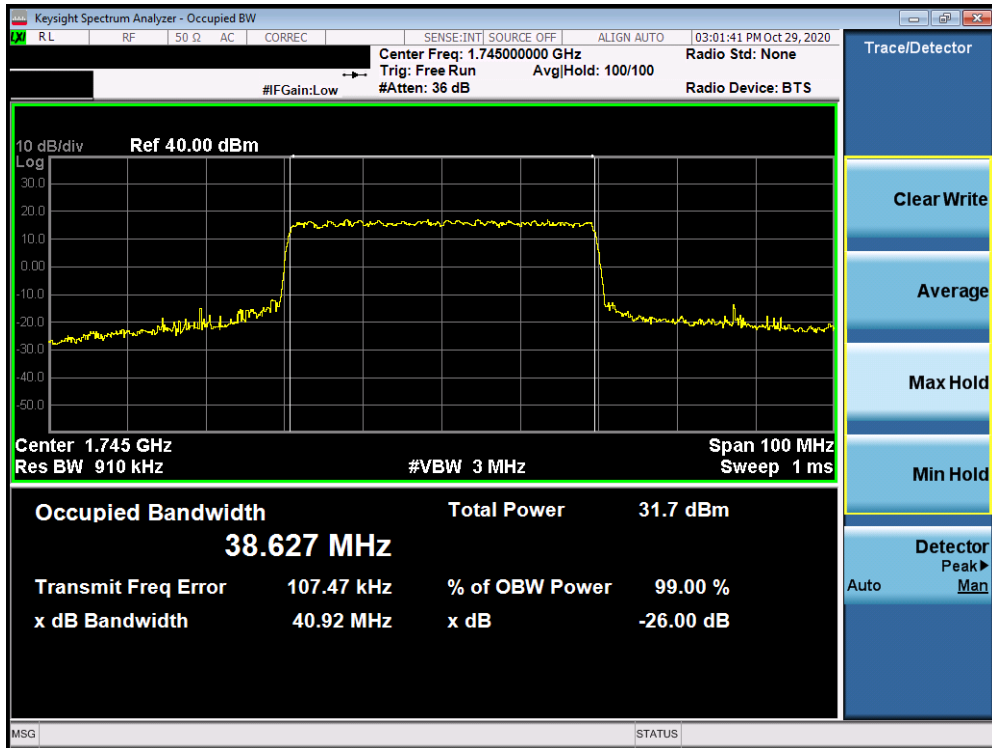 Keysight Spectrum Analyzer - Occupied BW
LXI RL RF 50 Ω AC CORREC SENSE:INT SOURCE OFF ALIGN AUTO 03:01:41 PM Oct 29, 2020
Center Freq: 1.745000000 GHz Radio Std: None
Trig: Free Run Avg|Hold: 100/100
#IFGain:Low #Atten: 36 dB Radio Device: BTS
10 dB/div Ref 40.00 dBm
Log
30.0
20.0
10.0
0.00
-10.0
-20.0
-30.0
-40.0
-50.0
Center 1.745 GHz Span 100 MHz
Res BW 910 kHz #VBW 3 MHz Sweep 1 ms
Occupied Bandwidth Total Power 31.7 dBm
38.627 MHz
Transmit Freq Error 107.47 kHz % of OBW Power 99.00 %
x dB Bandwidth 40.92 MHz x dB -26.00 dB
Trace/Detector
Clear Write
Average
Max Hold
Min Hold
Detector
Peak▶
Auto Man
MSG STATUS